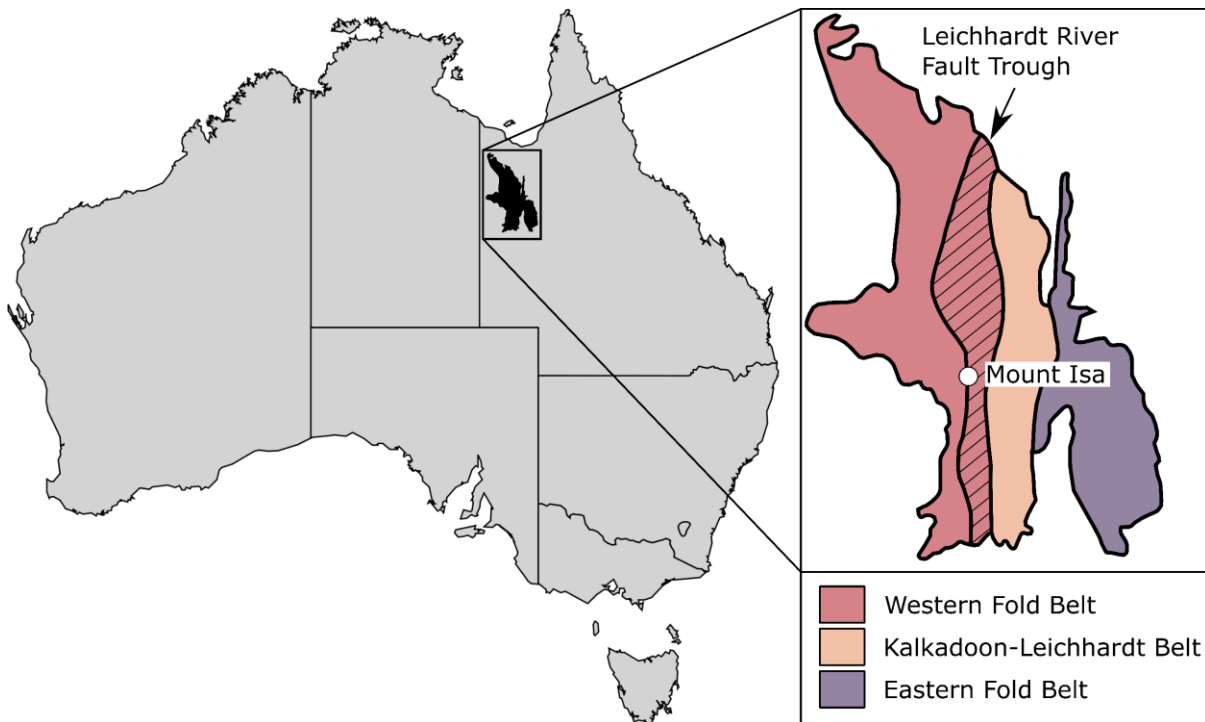 Leichhardt River
Fault Trough
Mount Isa
Western Fold Belt
Kalkadoon-Leichhardt Belt
Eastern Fold Belt